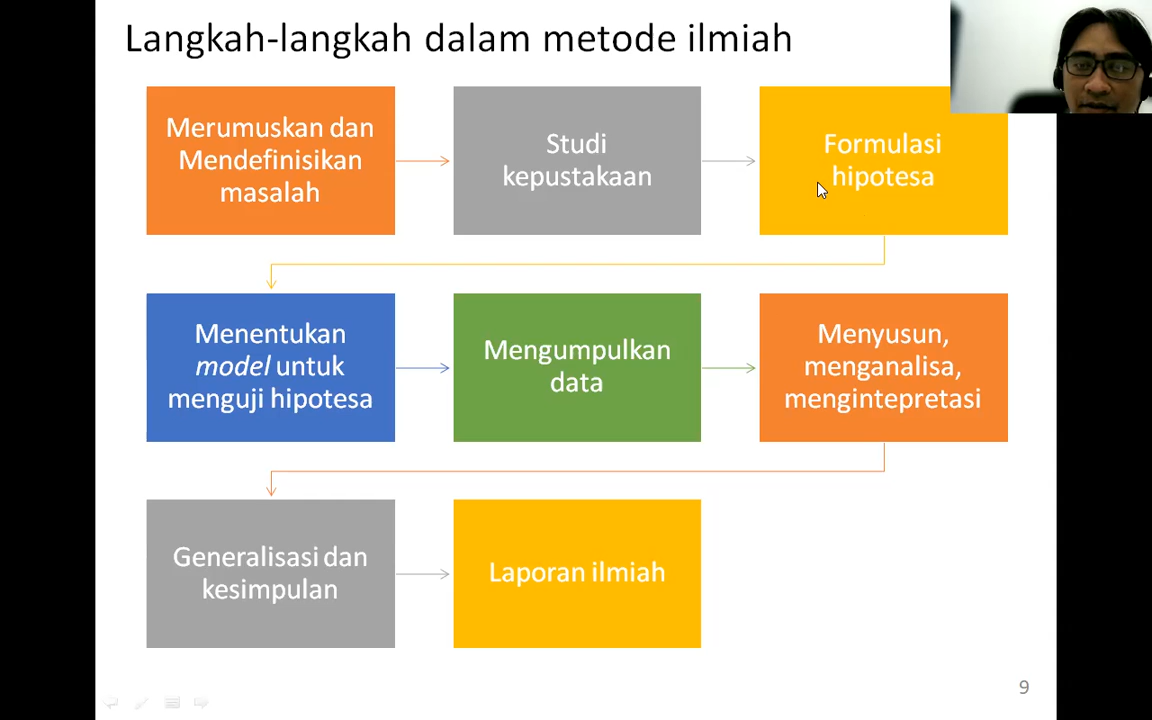 Langkah-langkah dalam metode ilmiah
Merumuskan dan
Mendefinisikan
masalah
Studi
kepustakaan
Formulasi
hipotesa
Menentukan
model untuk
menguji hipotesa
Mengumpulkan
data
Menyusun,
menganalisa,
mengintepretasi
Generalisasi dan
kesimpulan
Laporan ilmiah
9